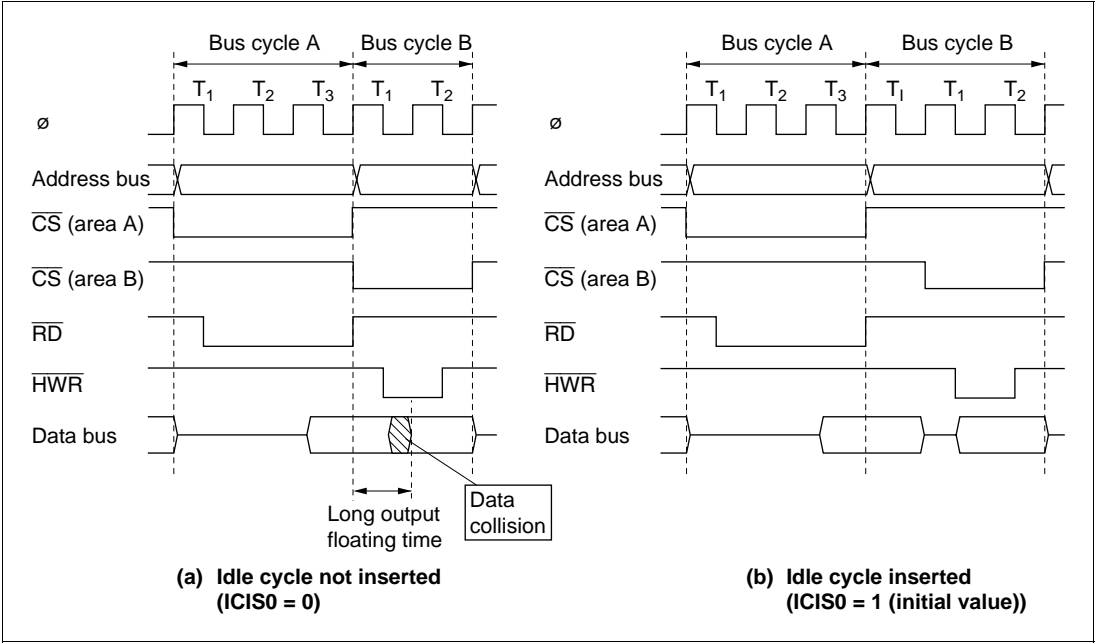 Bus cycle A Bus cycle B
T1 T2 T3 T1 T2
ø
Address bus
CS (area A)
CS (area B)
RD
HWR
Data bus
Long output
floating time
Data
collision
(a) Idle cycle not inserted
(ICIS0 = 0)
Bus cycle A Bus cycle B
T1 T2 T3 TI T1 T2
ø
Address bus
CS (area A)
CS (area B)
RD
HWR
Data bus
(b) Idle cycle inserted
(ICIS0 = 1 (initial value))